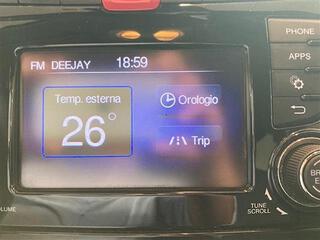 PHONE
FM DEEJAY 18:59
APPS
Temp. esterna
Orologio
26°
Trip
TUNE
SCROLL